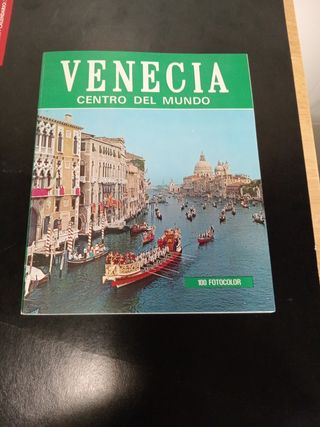 VENECIA
CENTRO DEL MUNDO
100 FOTOCOLOR